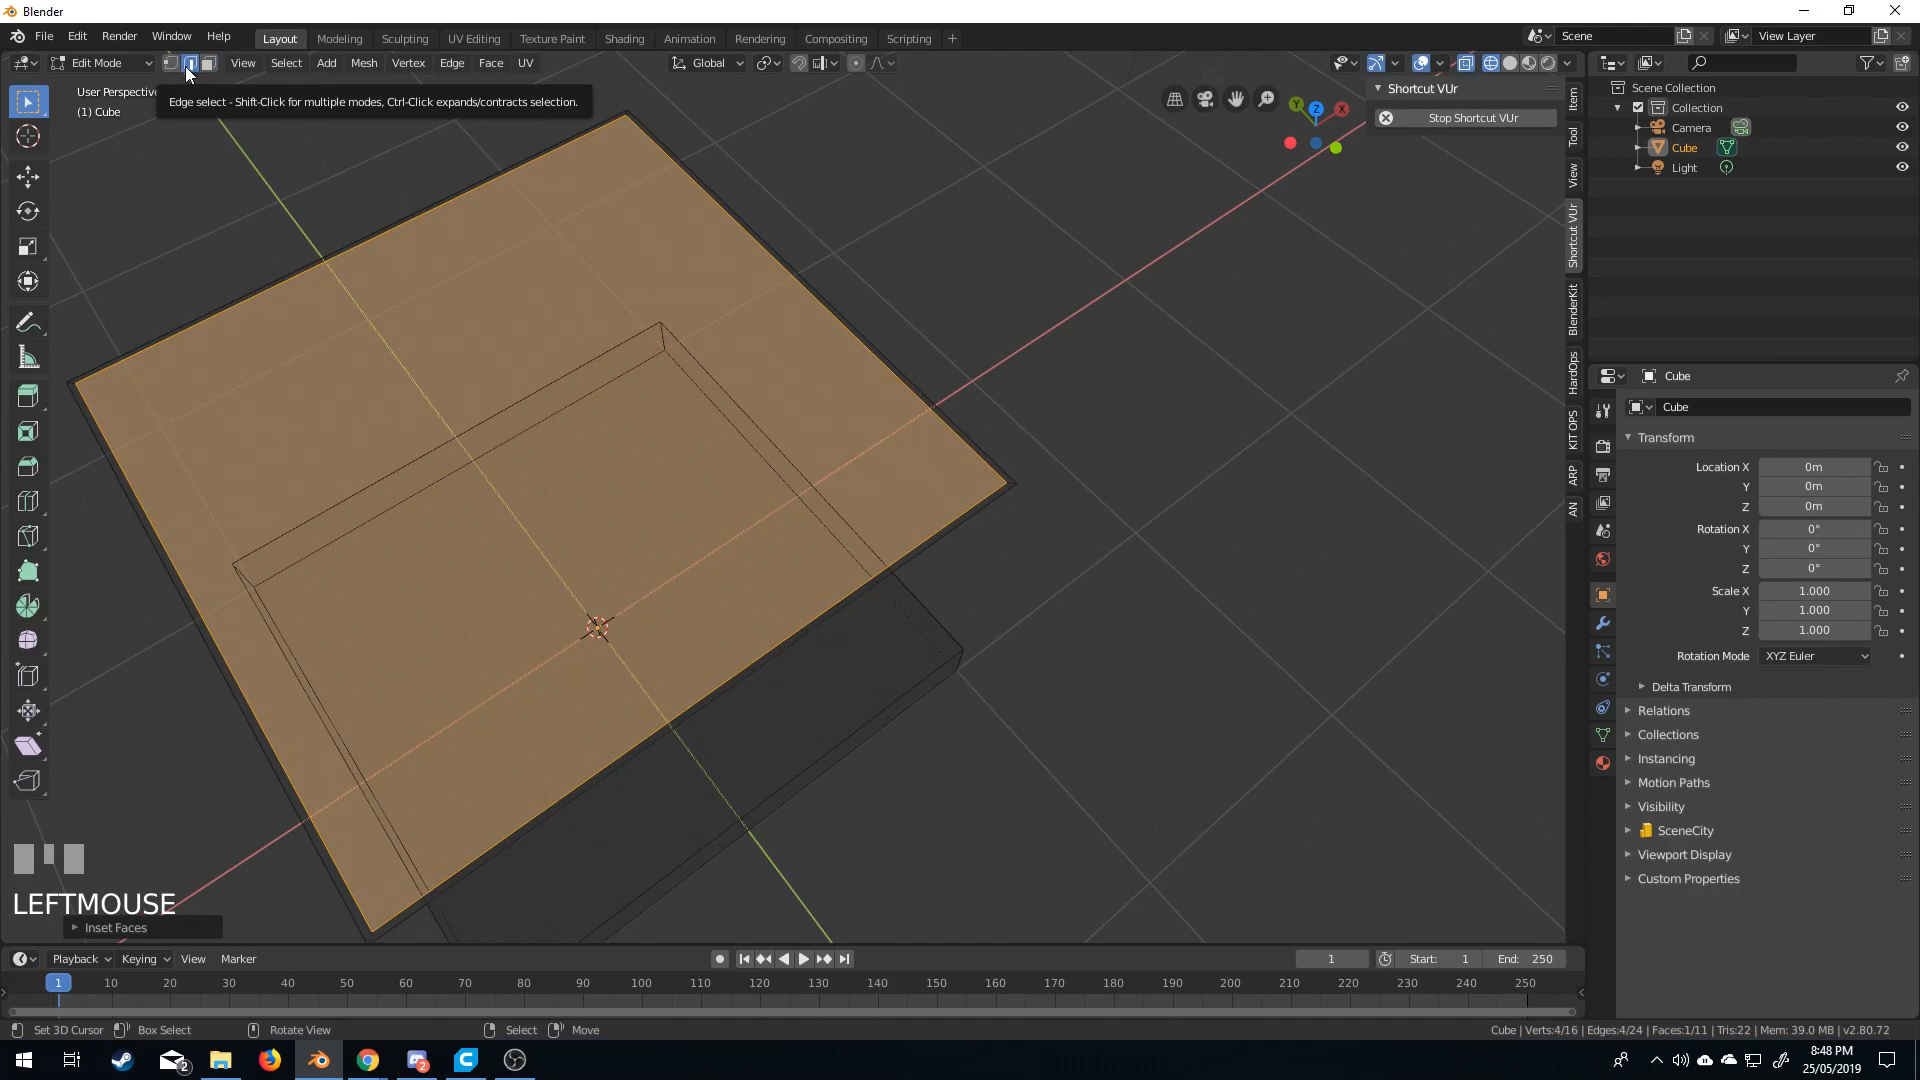 Blender
File Edit Render Window Help Layout Modeling Sculpting UV Editing Texture Paint Shading Animation Rendering Compositing Scripting + Scene View Layer
Edit Mode View Select Add Mesh Vertex Edge Face UV Global
User Perspective
(1) Cube
Edge select - Shift-Click for multiple modes, Ctrl-Click expands/contracts selection.
Shortcut VUr
Stop Shortcut VUr
Y Z X
Item
Tool
View
Shortcut VUr
BlenderKit
HardOps
KIT OPS
ARP
AN
Scene Collection
Collection
Camera
Cube
Light
Cube
Cube
Transform
Location X 0m
Y 0m
Z 0m
Rotation X 0°
Y 0°
Z 0°
Scale X 1.000
Y 1.000
Z 1.000
Rotation Mode XYZ Euler
Delta Transform
Relations
Collections
Instancing
Motion Paths
Visibility
SceneCity
Viewport Display
Custom Properties
LEFTMOUSE
Inset Faces
Playback Keying View Marker 1 Start: 1 End: 250
1 10 20 30 40 50 60 70 80 90 100 110 120 130 140 150 160 170 180 190 200 210 220 230 240 250
Set 3D Cursor Box Select Rotate View Select Move Cube | Verts:4/16 | Edges:4/24 | Faces:1/11 | Tris:22 | Mem: 39.0 MB | v2.80.72
2 2 8:48 PM
25/05/2019